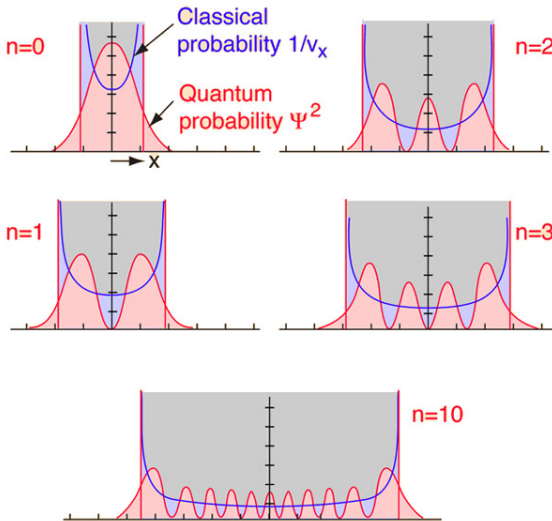 n=0
Classical
probability 1/vₓ
Quantum
probability Ψ²
x
n=2
n=1
n=3
n=10